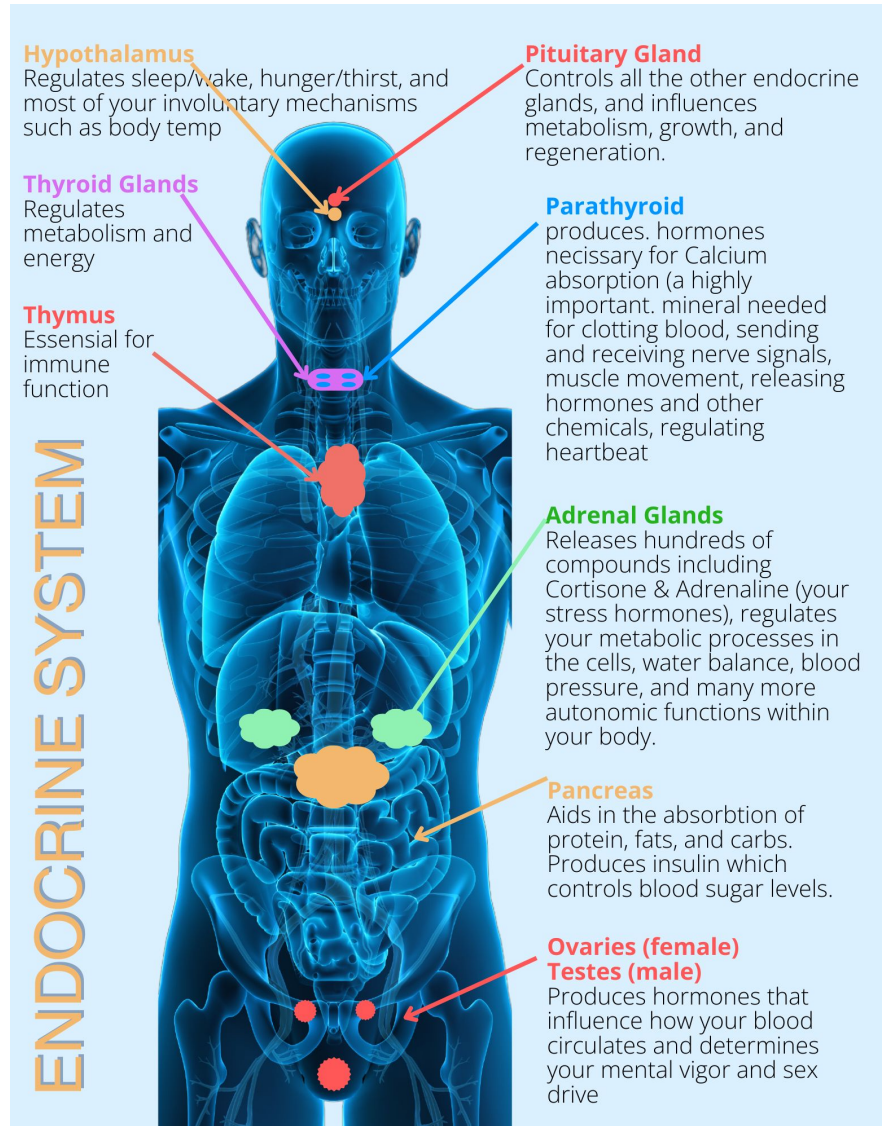 Hypothalamus
Regulates sleep/wake, hunger/thirst, and
most of your involuntary mechanisms
such as body temp
Pituitary Gland
Controls all the other endocrine
glands, and influences
metabolism, growth, and
regeneration.
Thyroid Glands
Regulates
metabolism and
energy
Parathyroid
produces. hormones
necissary for Calcium
absorption (a highly
important. mineral needed
for clotting blood, sending
and receiving nerve signals,
muscle movement, releasing
hormones and other
chemicals, regulating
heartbeat
Thymus
Essensial for
immune
function
ENDOCRINE SYSTEM
Adrenal Glands
Releases hundreds of
compounds including
Cortisone & Adrenaline (your
stress hormones), regulates
your metabolic processes in
the cells, water balance, blood
pressure, and many more
autonomic functions within
your body.
Pancreas
Aids in the absorbtion of
protein, fats, and carbs.
Produces insulin which
controls blood sugar levels.
Ovaries (female)
Testes (male)
Produces hormones that
influence how your blood
circulates and determines
your mental vigor and sex
drive